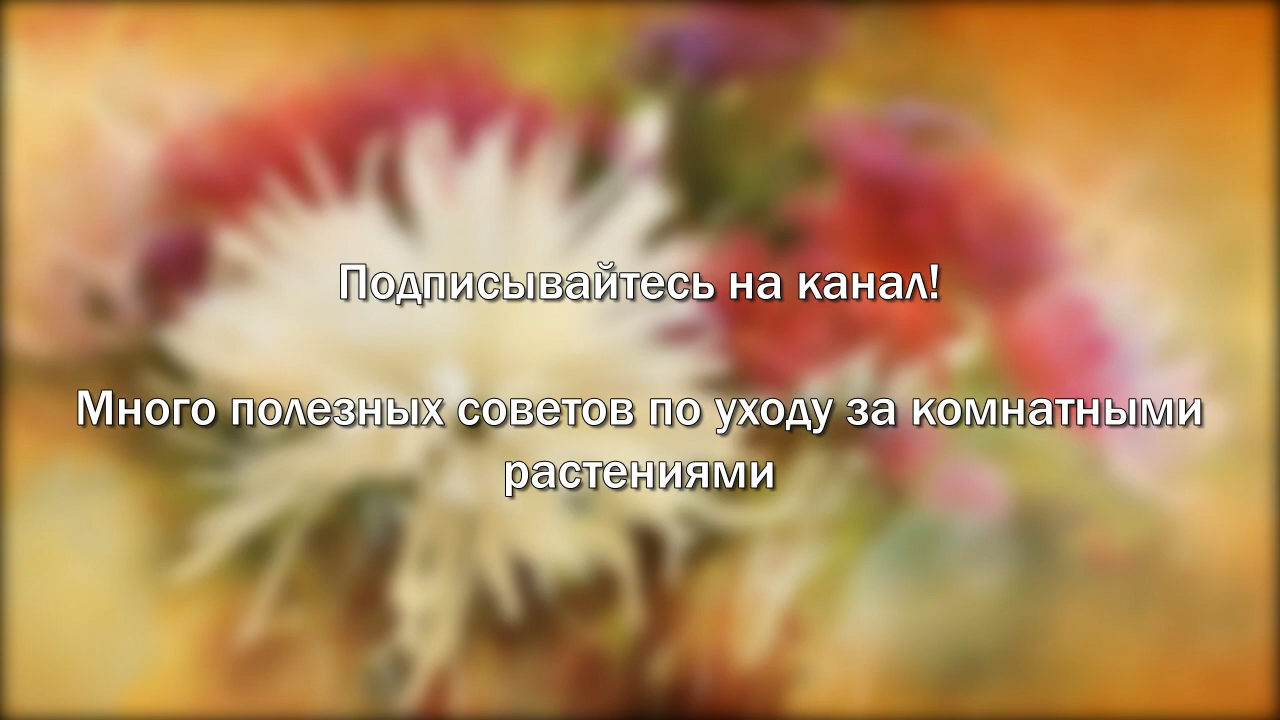 Подписывайтесь на канал!
Много полезных советов по уходу за комнатными
растениями